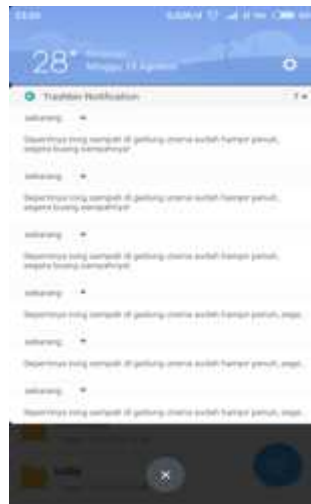 28°
Minggu, 19 Agustus
Trashbin Notification
sekarang
Sepertinya tong sampah di gedung utama sudah hampir penuh,
segera buang sampahnya!
sekarang
Sepertinya tong sampah di gedung utama sudah hampir penuh,
segera buang sampahnya!
sekarang
Sepertinya tong sampah di gedung utama sudah hampir penuh,
segera buang sampahnya!
sekarang
Sepertinya tong sampah di gedung utama sudah hampir penuh, sege..
sekarang
Sepertinya tong sampah di gedung utama sudah hampir penuh, sege..
sekarang
Sepertinya tong sampah di gedung utama sudah hampir penuh, sege..